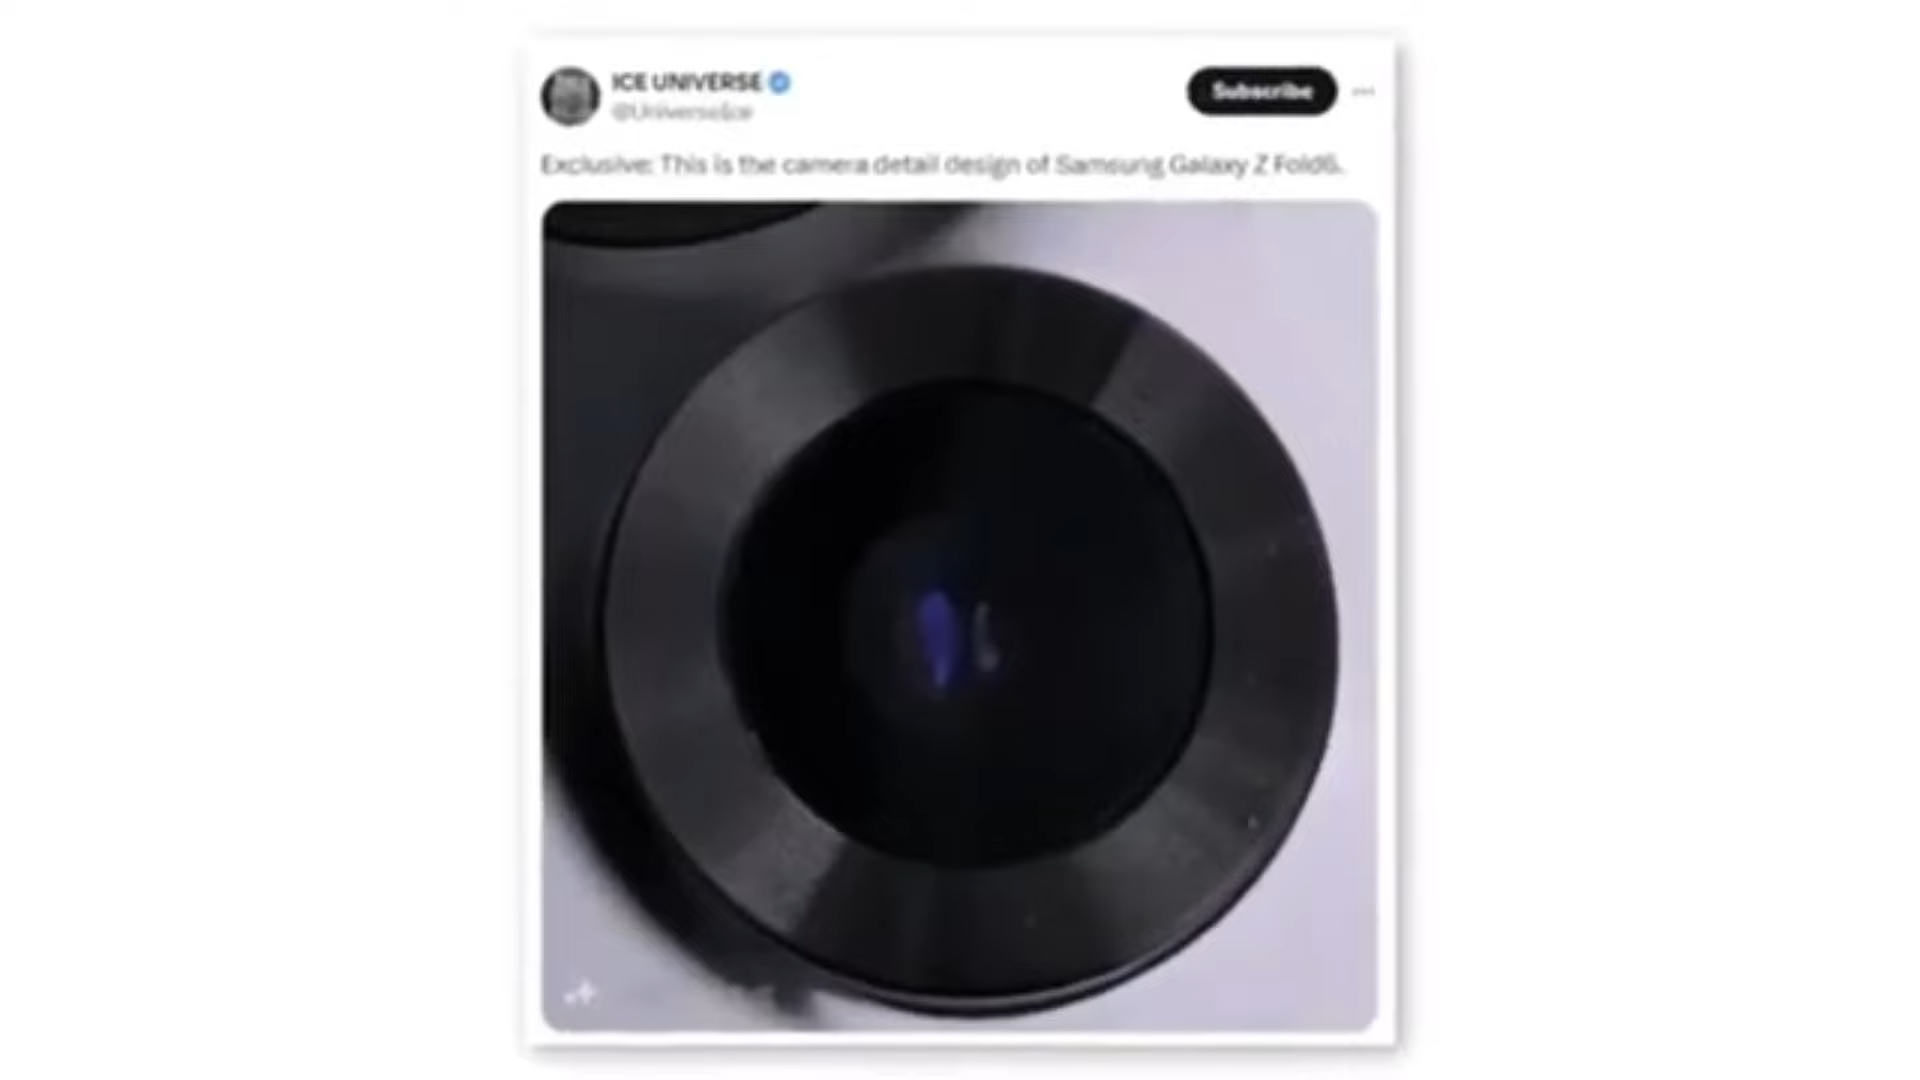 ICE UNIVERSE
Subscribe
@UniverseIce
Exclusive: This is the camera detail design of Samsung Galaxy Z Fold6.